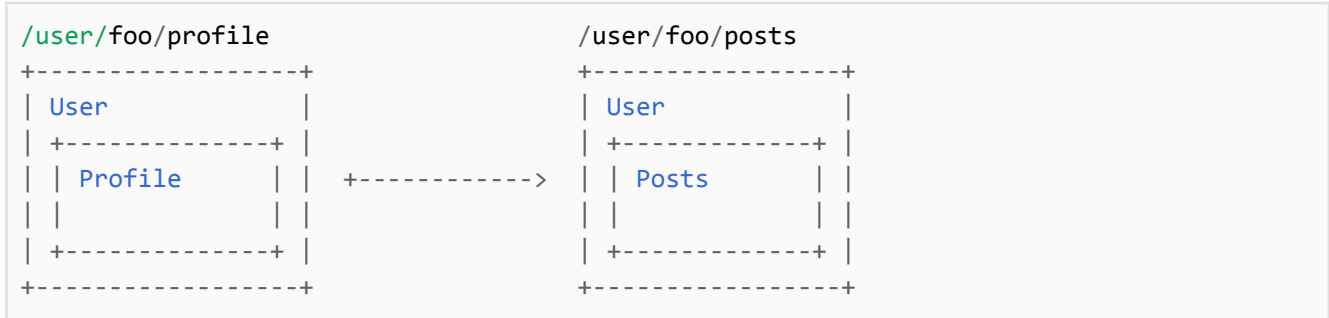 /user/foo/profile                     /user/foo/posts
+------------------+                  +-----------------+
| User             |                  | User            |
| +--------------+ |                  | +-------------+ |
| | Profile      | |  +------------>  | | Posts       | |
| |              | |                  | |             | |
| +--------------+ |                  | +-------------+ |
+------------------+                  +-----------------+